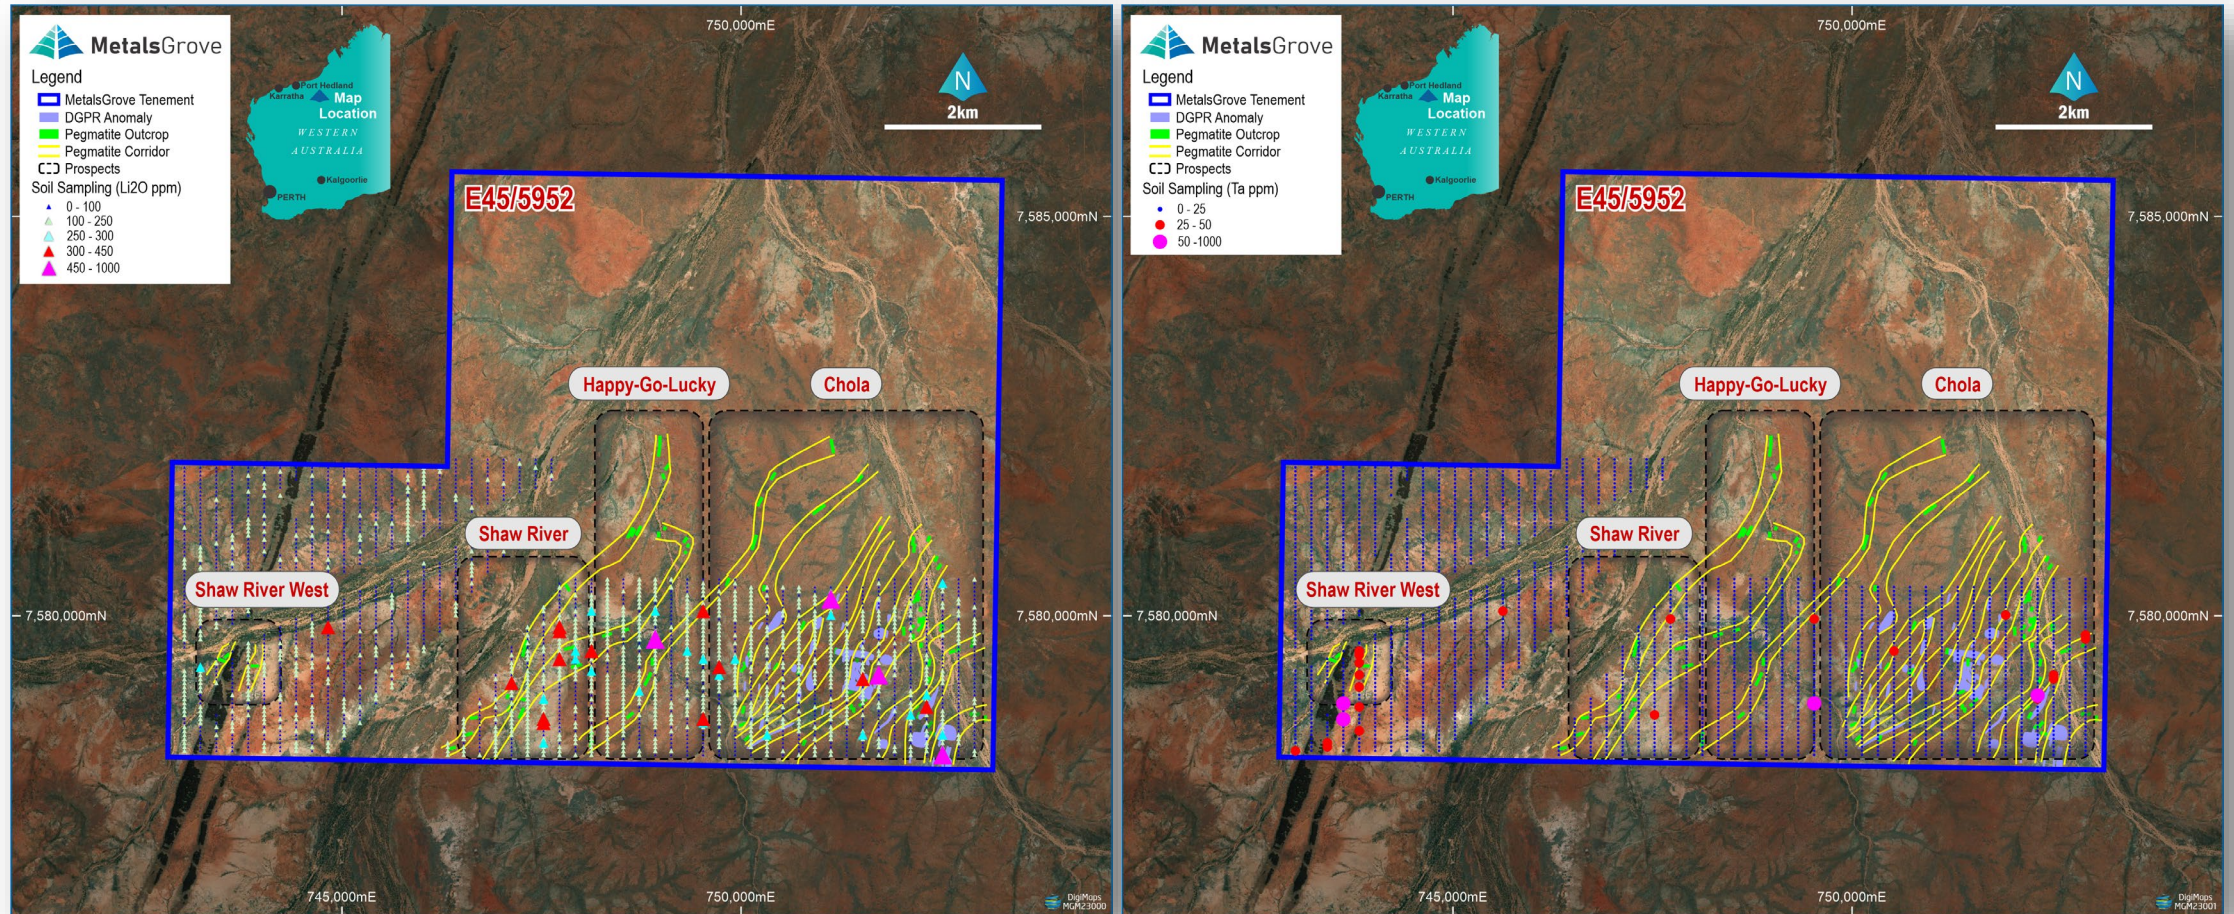 MetalsGrove
Legend
MetalsGrove Tenement
DGPR Anomaly
Pegmatite Outcrop
Pegmatite Corridor
Prospects
Soil Sampling (Li2O ppm)
0 - 100
100 - 250
250 - 300
300 - 450
450 - 1000
Port Hedland
Karratha
Map
Location
WESTERN
AUSTRALIA
Kalgoorlie
PERTH
750,000mE
N
2km
E45/5952
7,585,000mN
Happy-Go-Lucky
Chola
Shaw River
Shaw River West
7,580,000mN
7,580,000mN
745,000mE
750,000mE
DigiMaps
MGM23000
MetalsGrove
Legend
MetalsGrove Tenement
DGPR Anomaly
Pegmatite Outcrop
Pegmatite Corridor
Prospects
Soil Sampling (Ta ppm)
0 - 25
25 - 50
50 -1000
Port Hedland
Karratha
Map
Location
WESTERN
AUSTRALIA
Kalgoorlie
PERTH
750,000mE
N
2km
E45/5952
7,585,000mN
Happy-Go-Lucky
Chola
Shaw River
Shaw River West
7,580,000mN
7,580,000mN
745,000mE
750,000mE
DigiMaps
MGM23001